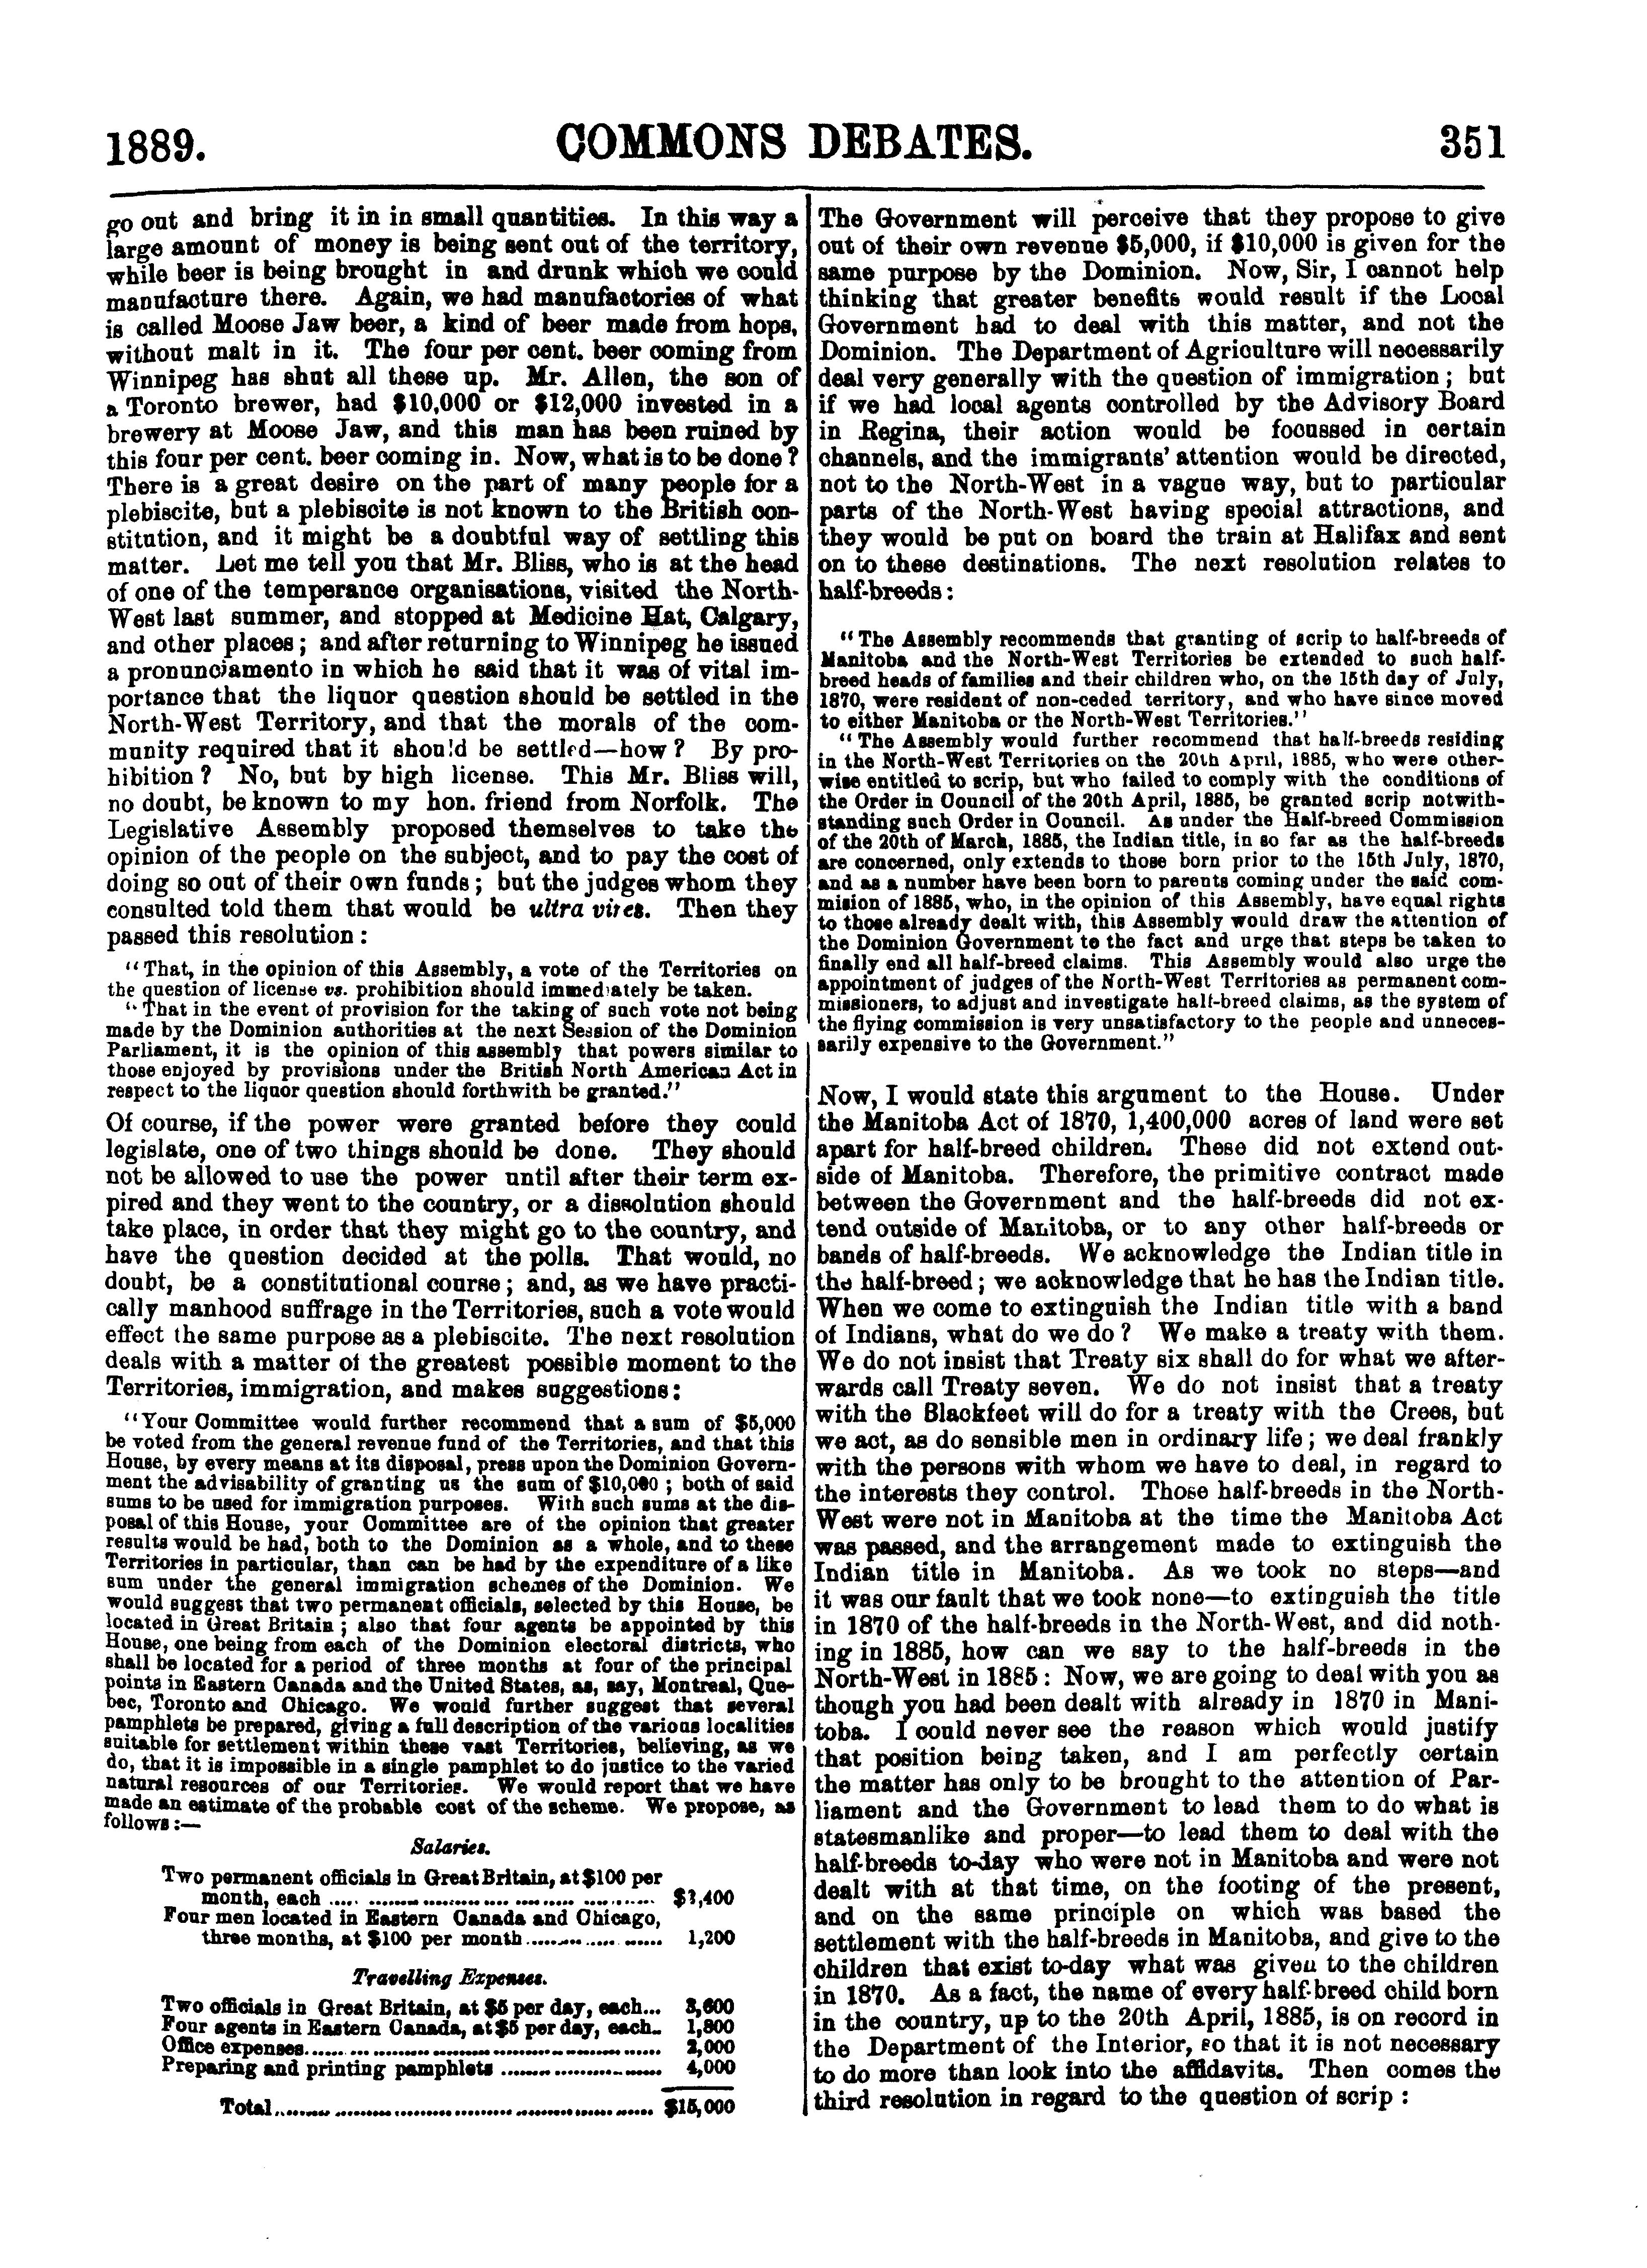 1889.
COMMONS DEBATES.
351
go out and bring it in in small quantities. In this way a
large amount of money is being sent out of the territory,
while beer is being brought in and drunk which we could
manufacture there. Again, we had manufactories of what
is called Moose Jaw beer, a kind of beer made from hops,
without malt in it. The four per cent. beer coming from
Winnipeg has shut all these up. Mr. Allen, the son of
a Toronto brewer, had $10,000 or $12,000 invested in a
brewery at Moose Jaw, and this man has been ruined by
this four per cent. beer coming in. Now, what is to be done?
There is a great desire on the part of many people for a
plebiscite, but a plebiscite is not known to the British con-
stitution, and it might be a doubtful way of settling this
matter. Let me tell you that Mr. Bliss, who is at the head
of one of the temperance organisations, visited the North-
West last summer, and stopped at Medicine Hat, Calgary,
and other places; and after returning to Winnipeg he issued
a pronunciamento in which he said that it was of vital im-
portance that the liquor question should be settled in the
North-West Territory, and that the morals of the com-
munity required that it should be settled—how? By pro-
hibition? No, but by high license. This Mr. Bliss will,
no doubt, be known to my hon. friend from Norfolk. The
Legislative Assembly proposed themselves to take the
opinion of the people on the subject, and to pay the cost of
doing so out of their own funds; but the judges whom they
consulted told them that would be ultra vires. Then they
passed this resolution:
"That, in the opinion of this Assembly, a vote of the Territories on
the question of license vs. prohibition should immediately be taken.
"That in the event of provision for the taking of such vote not being
made by the Dominion authorities at the next Session of the Dominion
Parliament, it is the opinion of this assembly that powers similar to
those enjoyed by provisions under the British North American Act in
respect to the liquor question should forthwith be granted."
Of course, if the power were granted before they could
legislate, one of two things should be done. They should
not be allowed to use the power until after their term ex-
pired and they went to the country, or a dissolution should
take place, in order that they might go to the country, and
have the question decided at the polls. That would, no
doubt, be a constitutional course; and, as we have practi-
cally manhood suffrage in the Territories, such a vote would
effect the same purpose as a plebiscite. The next resolution
deals with a matter of the greatest possible moment to the
Territories, immigration, and makes suggestions:
"Your Committee would further recommend that a sum of $5,000
be voted from the general revenue fund of the Territories, and that this
House, by every means at its disposal, press upon the Dominion Govern-
ment the advisability of granting us the sum of $10,000; both of said
sums to be used for immigration purposes. With such sums at the dis-
posal of this House, your Committee are of the opinion that greater
results would be had, both to the Dominion as a whole, and to these
Territories in particular, than can be had by the expenditure of a like
sum under the general immigration schemes of the Dominion. We
would suggest that two permanent officials, selected by this House, be
located in Great Britain; also that four agents be appointed by this
House, one being from each of the Dominion electoral districts, who
shall be located for a period of three months at four of the principal
points in Eastern Canada and the United States, as, say, Montreal, Que-
bec, Toronto and Chicago. We would further suggest that several
pamphlets be prepared, giving a full description of the various localities
suitable for settlement within these vast Territories, believing, as we
do, that it is impossible in a single pamphlet to do justice to the varied
natural resources of our Territories. We would report that we have
made an estimate of the probable cost of the scheme. We propose, as
follows:—
Salaries.
Two permanent officials in Great Britain, at $100 per
month, each ..... $2,400
Four men located in Eastern Canada and Chicago,
three months, at $100 per month ..... 1,200
Travelling Expenses.
Two officials in Great Britain, at $5 per day, each... 3,600
Four agents in Eastern Canada, at $5 per day, each.. 1,800
Office expenses..... 2,000
Preparing and printing pamphlets ..... 4,000
Total..... $15,000
The Government will perceive that they propose to give
out of their own revenue $5,000, if $10,000 is given for the
same purpose by the Dominion. Now, Sir, I cannot help
thinking that greater benefits would result if the Local
Government had to deal with this matter, and not the
Dominion. The Department of Agriculture will necessarily
deal very generally with the question of immigration; but
if we had local agents controlled by the Advisory Board
in Regina, their action would be focussed in certain
channels, and the immigrants' attention would be directed,
not to the North-West in a vague way, but to particular
parts of the North-West having special attractions, and
they would be put on board the train at Halifax and sent
on to these destinations. The next resolution relates to
half-breeds:
"The Assembly recommends that granting of scrip to half-breeds of
Manitoba and the North-West Territories be extended to such half-
breed heads of families and their children who, on the 15th day of July,
1870, were resident of non-ceded territory, and who have since moved
to either Manitoba or the North-West Territories."
"The Assembly would further recommend that half-breeds residing
in the North-West Territories on the 20th April, 1885, who were other-
wise entitled to scrip, but who failed to comply with the conditions of
the Order in Council of the 20th April, 1885, be granted scrip notwith-
standing such Order in Council. As under the Half-breed Commission
of the 20th of March, 1885, the Indian title, in so far as the half-breeds
are concerned, only extends to those born prior to the 15th July, 1870,
and as a number have been born to parents coming under the said com-
mision of 1885, who, in the opinion of this Assembly, have equal rights
to those already dealt with, this Assembly would draw the attention of
the Dominion Government to the fact and urge that steps be taken to
finally end all half-breed claims. This Assembly would also urge the
appointment of judges of the North-West Territories as permanent com-
missioners, to adjust and investigate half-breed claims, as the system of
the flying commission is very unsatisfactory to the people and unneces-
sarily expensive to the Government."
Now, I would state this argument to the House. Under
the Manitoba Act of 1870, 1,400,000 acres of land were set
apart for half-breed children. These did not extend out-
side of Manitoba. Therefore, the primitive contract made
between the Government and the half-breeds did not ex-
tend outside of Manitoba, or to any other half-breeds or
bands of half-breeds. We acknowledge the Indian title in
the half-breed; we acknowledge that he has the Indian title.
When we come to extinguish the Indian title with a band
of Indians, what do we do? We make a treaty with them.
We do not insist that Treaty six shall do for what we after-
wards call Treaty seven. We do not insist that a treaty
with the Blackfeet will do for a treaty with the Crees, but
we act, as do sensible men in ordinary life; we deal frankly
with the persons with whom we have to deal, in regard to
the interests they control. Those half-breeds in the North-
West were not in Manitoba at the time the Manitoba Act
was passed, and the arrangement made to extinguish the
Indian title in Manitoba. As we took no steps—and
it was our fault that we took none—to extinguish the title
in 1870 of the half-breeds in the North-West, and did noth-
ing in 1885, how can we say to the half-breeds in the
North-West in 1885: Now, we are going to deal with you as
though you had been dealt with already in 1870 in Mani-
toba. I could never see the reason which would justify
that position being taken, and I am perfectly certain
the matter has only to be brought to the attention of Par-
liament and the Government to lead them to do what is
statesmanlike and proper—to lead them to deal with the
half-breeds to-day who were not in Manitoba and were not
dealt with at that time, on the footing of the present,
and on the same principle on which was based the
settlement with the half-breeds in Manitoba, and give to the
children that exist to-day what was given to the children
in 1870. As a fact, the name of every half-breed child born
in the country, up to the 20th April, 1885, is on record in
the Department of the Interior, so that it is not necessary
to do more than look into the affidavits. Then comes the
third resolution in regard to the question of scrip: